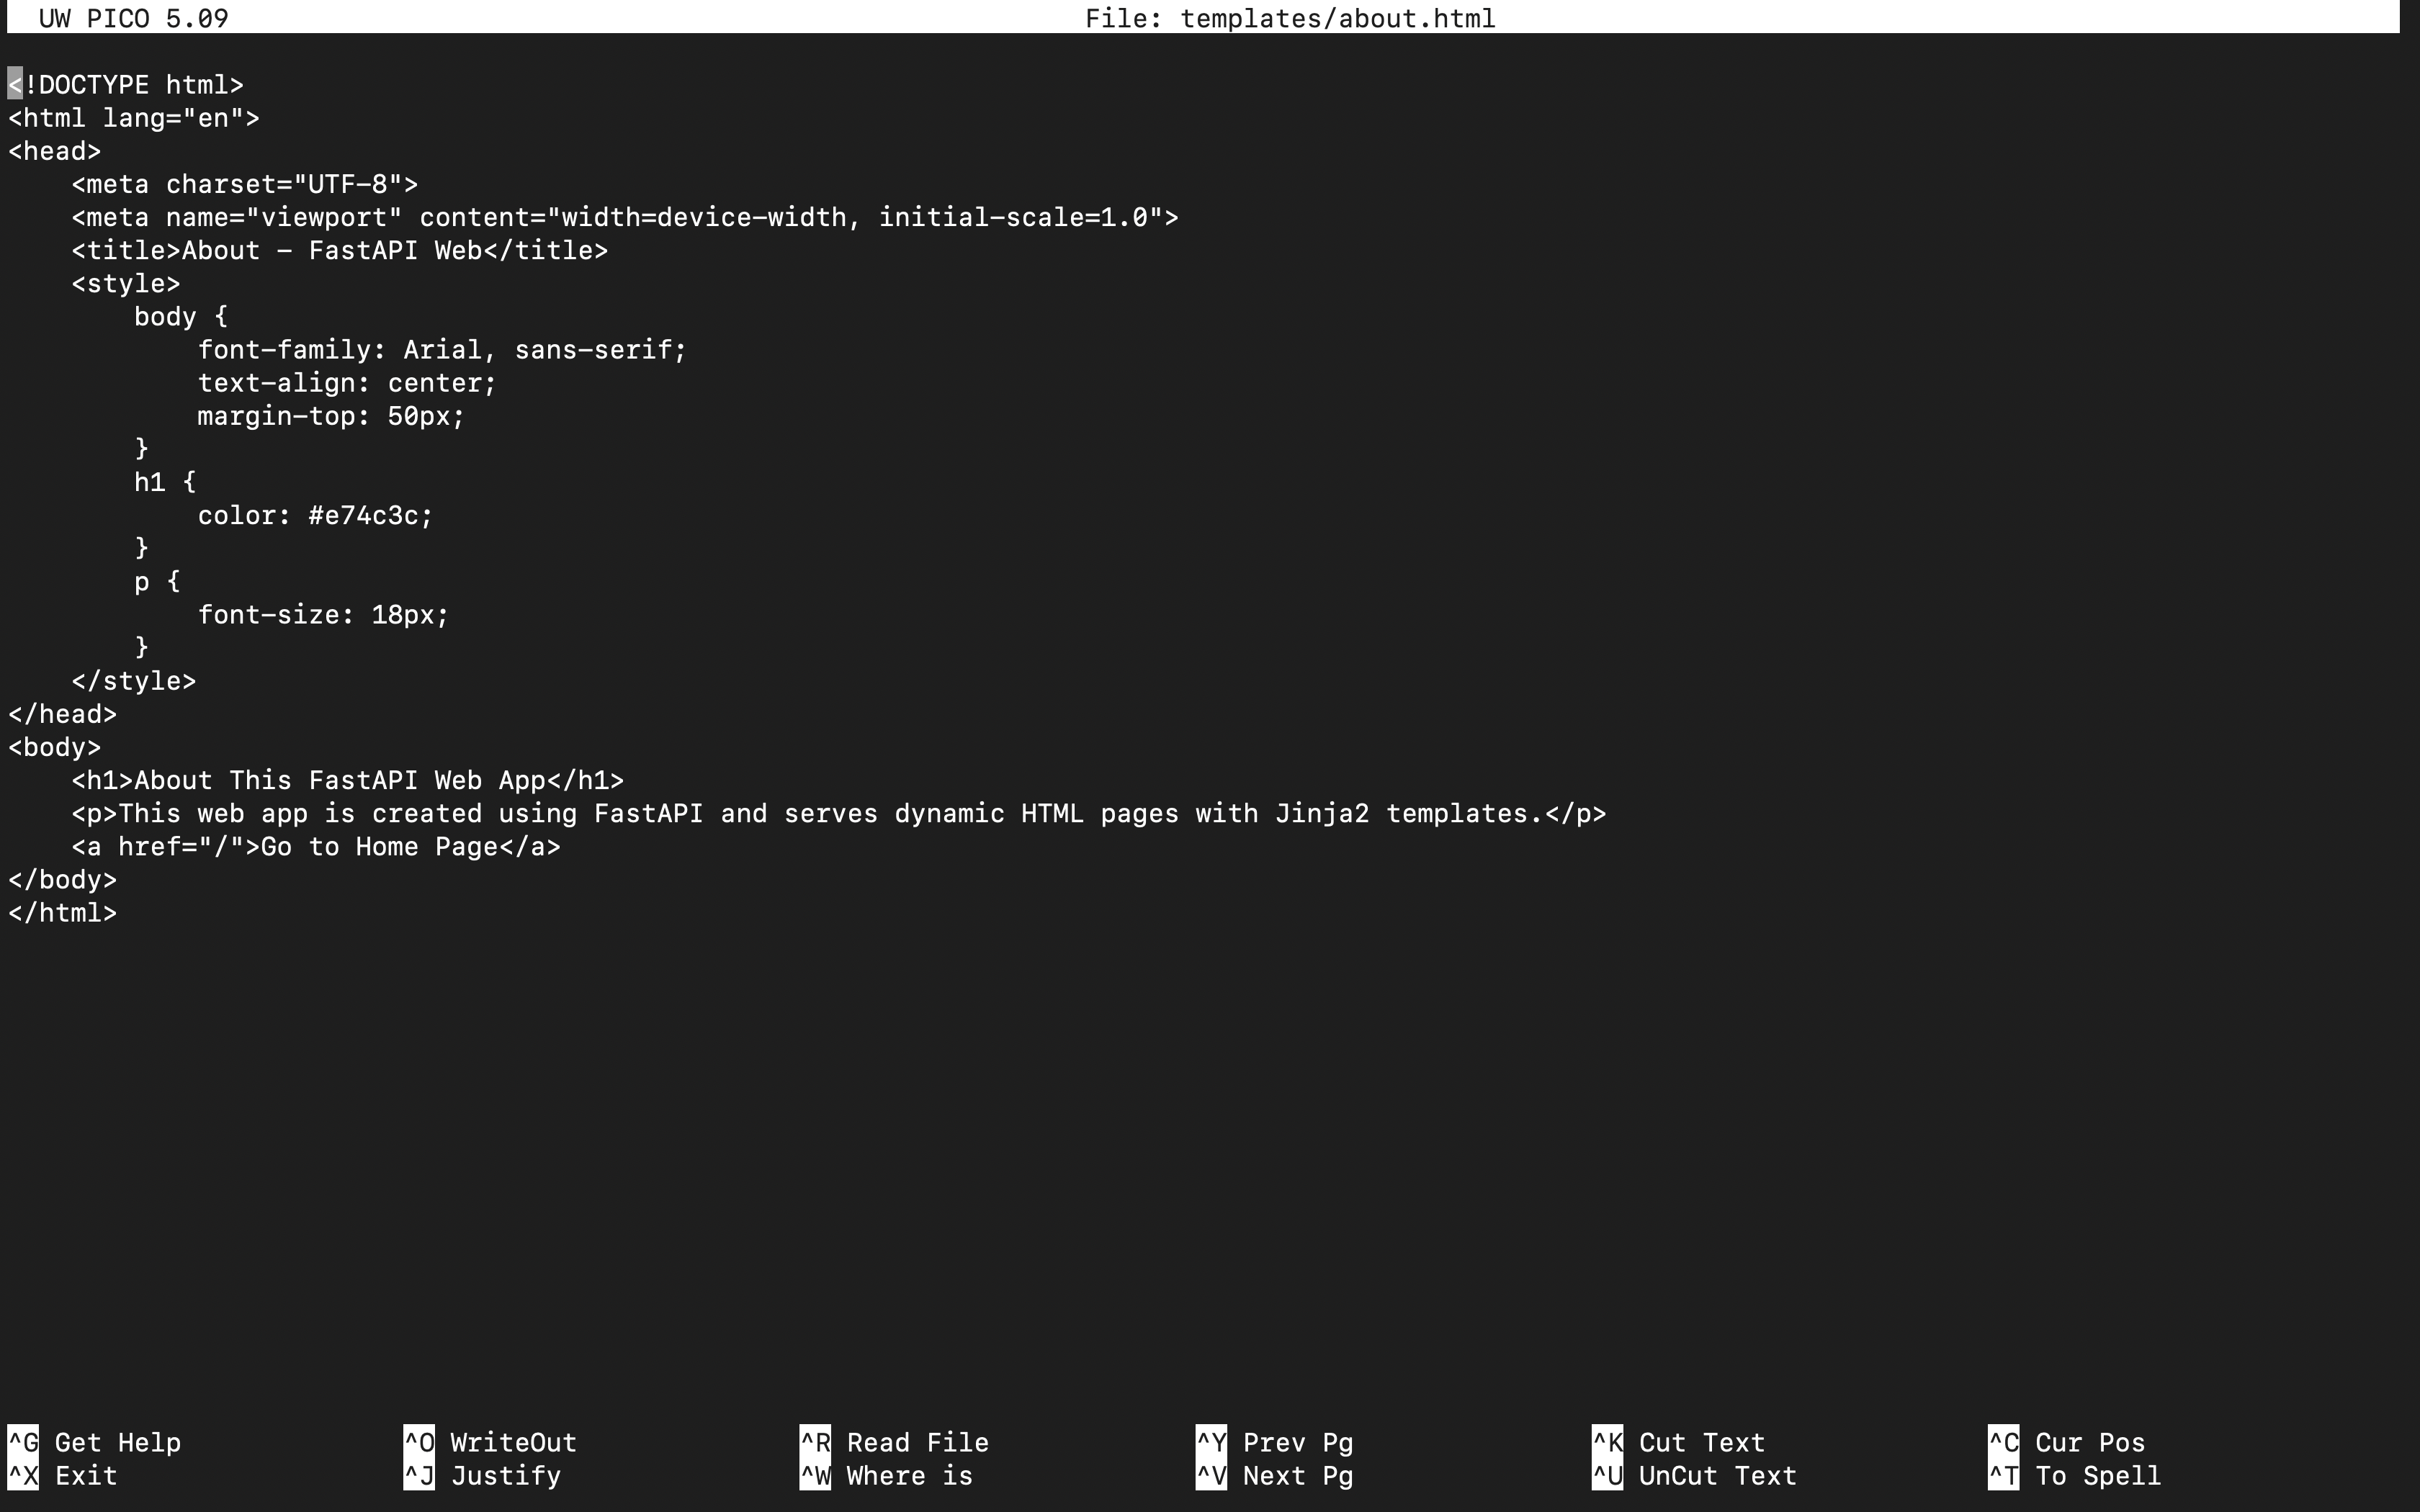 UW PICO 5.09 File: templates/about.html
<!DOCTYPE html>
<html lang="en">
<head>
    <meta charset="UTF-8">
    <meta name="viewport" content="width=device-width, initial-scale=1.0">
    <title>About - FastAPI Web</title>
    <style>
        body {
            font-family: Arial, sans-serif;
            text-align: center;
            margin-top: 50px;
        }
        h1 {
            color: #e74c3c;
        }
        p {
            font-size: 18px;
        }
    </style>
</head>
<body>
    <h1>About This FastAPI Web App</h1>
    <p>This web app is created using FastAPI and serves dynamic HTML pages with Jinja2 templates.</p>
    <a href="/">Go to Home Page</a>
</body>
</html>
^G Get Help ^O WriteOut ^R Read File ^Y Prev Pg ^K Cut Text ^C Cur Pos
^X Exit ^J Justify ^W Where is ^V Next Pg ^U UnCut Text ^T To Spell